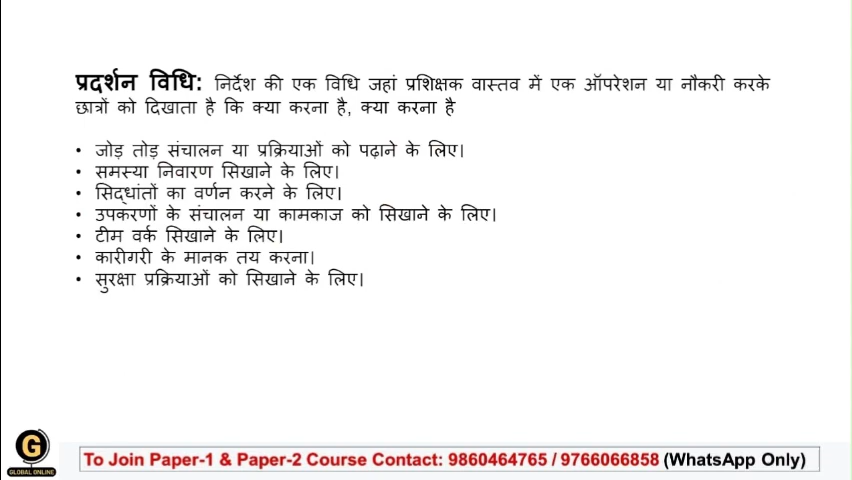 प्रदर्शन विधि: निर्देश की एक विधि जहां प्रशिक्षक वास्तव में एक ऑपरेशन या नौकरी करके
छात्रों को दिखाता है कि क्या करना है, क्या करना है
• जोड़ तोड़ संचालन या प्रक्रियाओं को पढ़ाने के लिए।
• समस्या निवारण सिखाने के लिए।
• सिद्धांतों का वर्णन करने के लिए।
• उपकरणों के संचालन या कामकाज को सिखाने के लिए।
• टीम वर्क सिखाने के लिए।
• कारीगरी के मानक तय करना।
• सुरक्षा प्रक्रियाओं को सिखाने के लिए।
G
GLOBAL ONLINE
To Join Paper-1 & Paper-2 Course Contact: 9860464765 / 9766066858 (WhatsApp Only)